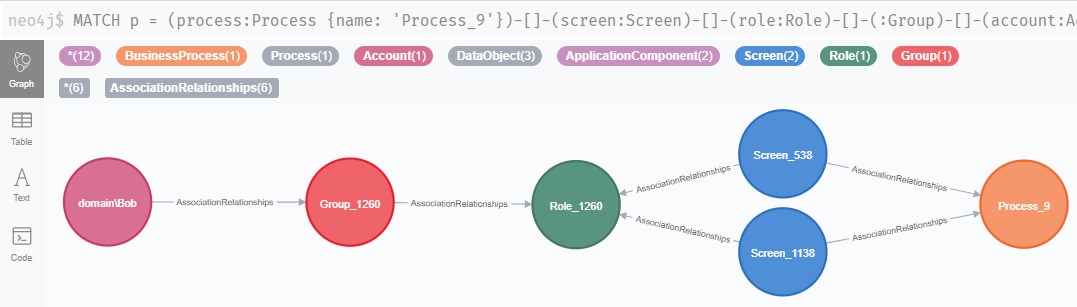 neo4j$ MATCH p = (process:Process {name: 'Process_9'})-[]-(screen:Screen)-[]-(role:Role)-[]-(:Group)-[]-(account:A
*(12) BusinessProcess(1) Process(1) Account(1) DataObject(3) ApplicationComponent(2) Screen(2) Role(1) Group(1)
*(6) AssociationRelationships(6)
Graph
Table
Text
Code
domain\Bob
AssociationRelationships
Group_1260
AssociationRelationships
Role_1260
AssociationRelationships
AssociationRelationships
Screen_538
Screen_1138
AssociationRelationships
AssociationRelationships
Process_9